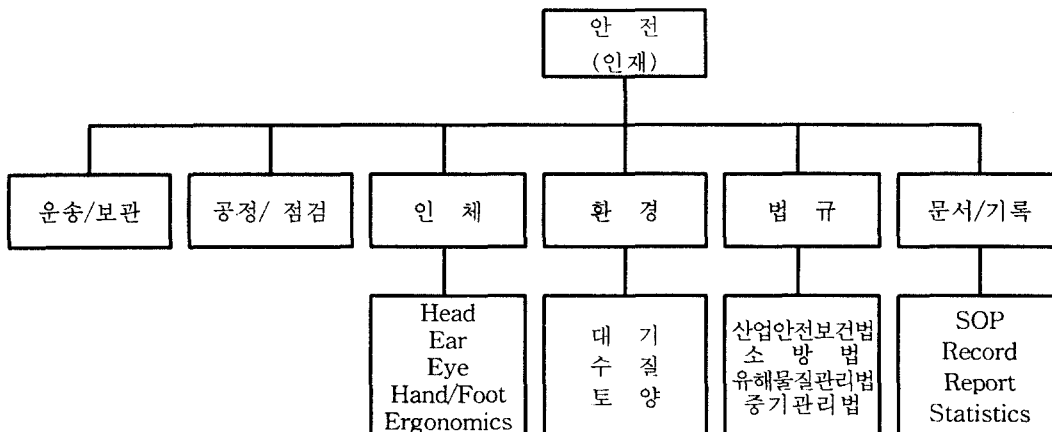 안 전
(인재)
운송/보관
공정/ 점검
인 체
환 경
법 규
문서/기록
Head
Ear
Eye
Hand/Foot
Ergonomics
대 기
수 질
토 양
산업안전보건법
소 방 법
유해물질관리법
중기관리법
SOP
Record
Report
Statistics